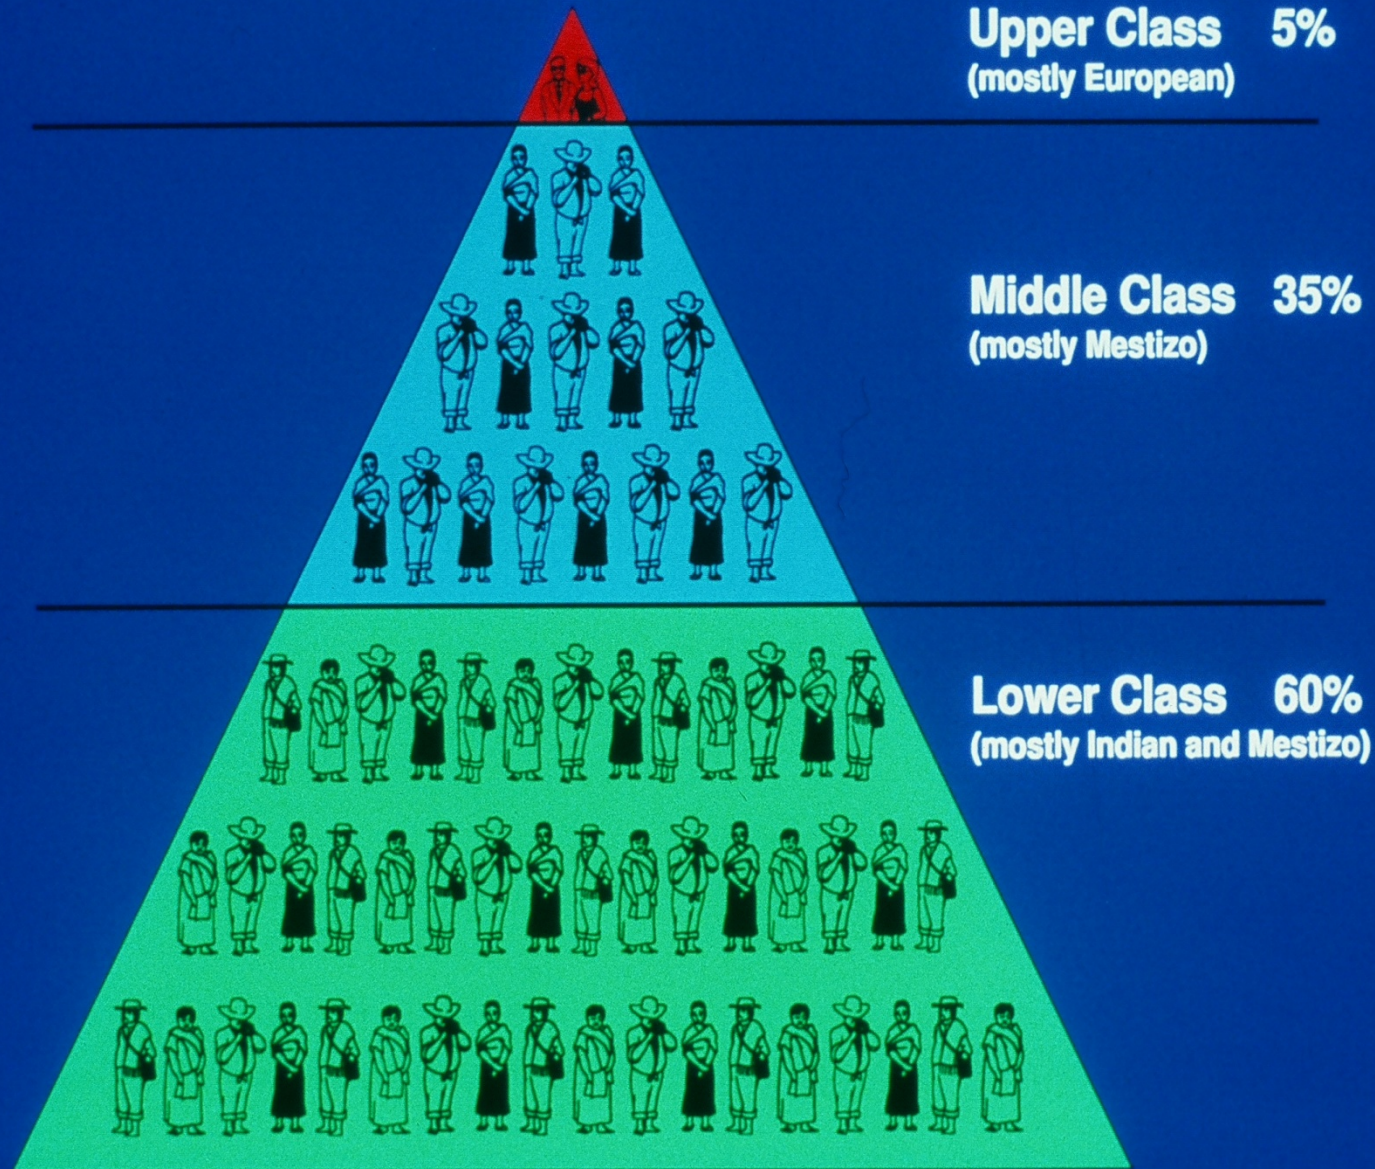 Upper Class 5%
(mostly European)
Middle Class 35%
(mostly Mestizo)
Lower Class 60%
(mostly Indian and Mestizo)